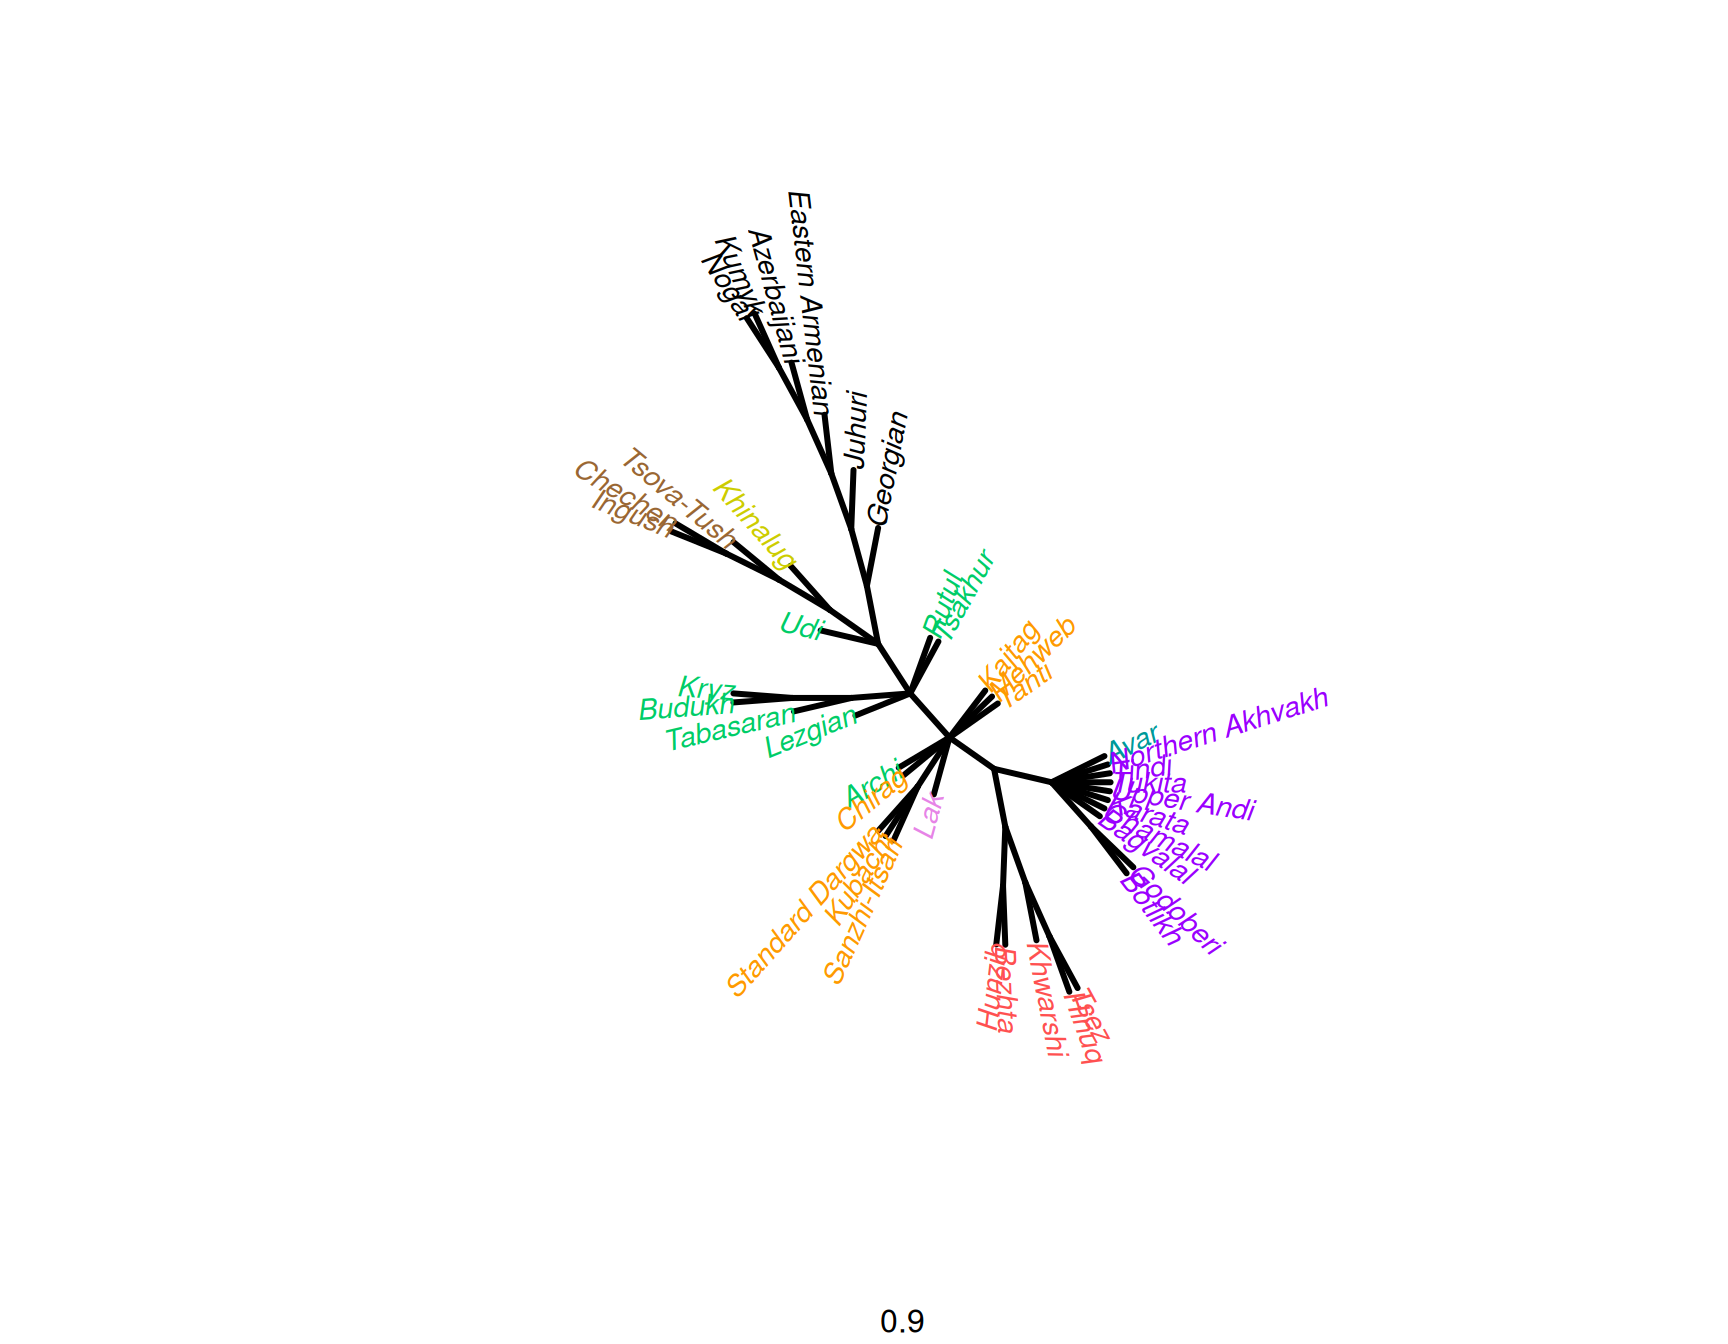 Eastern Armenian
Azerbaijani
Kumyk
Nogai
Juhuri
Georgian
Tsova-Tush
Chechen
Ingush
Khinalug
Udi
Rutul
Tsakhur
Kryz
Budukh
Tabasaran
Lezgian
Kaitag
Mehweb
Tanti
Archi
Chirag
Lak
Standard Dargwa
Kubachi
Sanzhi-Itsari
Avar
Northern Akhvakh
Tindi
Tukita
Upper Andi
Karata
Chamalal
Bagvalal
Godoberi
Botlikh
Hunzib
Bezhta
Khwarshi
Tsez
Hinuq
0.9